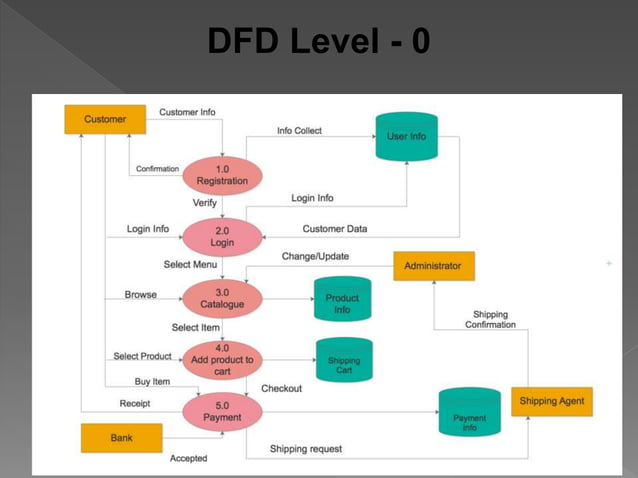 DFD Level - 0
Customer
Customer Info
Info Collect
User Info
Confirmation
1.0
Registration
Verify
Login Info
Login Info
2.0
Login
Customer Data
Select Menu
Change/Update
Administrator
Browse
3.0
Catalogue
Product
Info
Select Item
Shipping
Confirmation
Select Product
4.0
Add product to
cart
Shipping
Cart
Buy Item
Checkout
Receipt
5.0
Payment
Payment
Info
Shipping Agent
Bank
Accepted
Shipping request